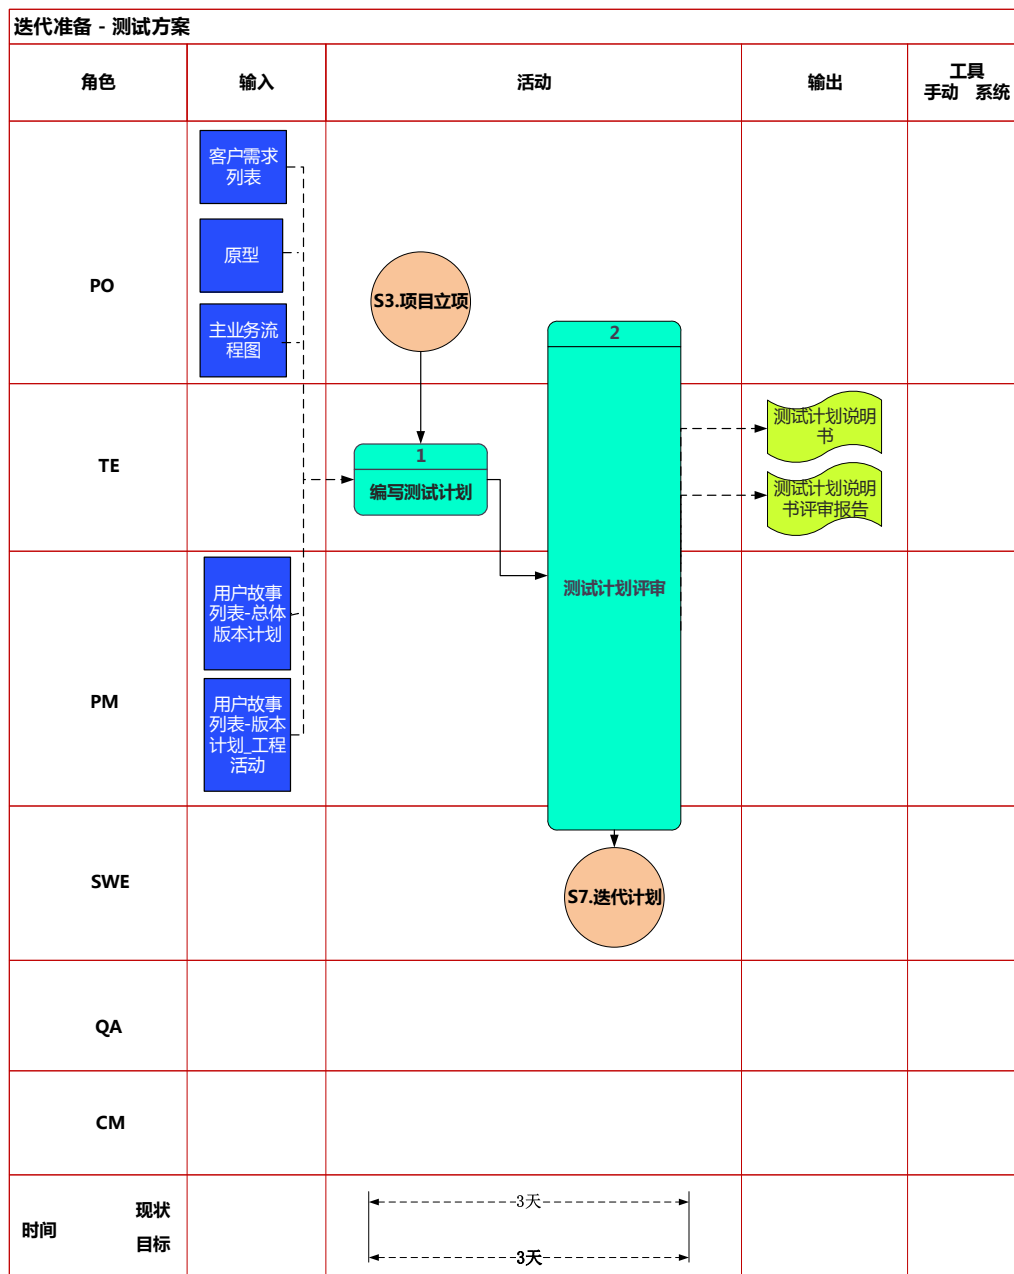 迭代准备 - 测试方案
角色
输入
活动
输出
工具
手动 系统
客户需求
列表
原型
主业务流
程图
PO
S3.项目立项
2
测试计划评审
TE
1
编写测试计划
测试计划说明
书
测试计划说明
书评审报告
用户故事
列表-总体
版本计划
PM
用户故事
列表-版本
计划_工程
活动
SWE
S7.迭代计划
QA
CM
时间
现状
目标
3天
3天